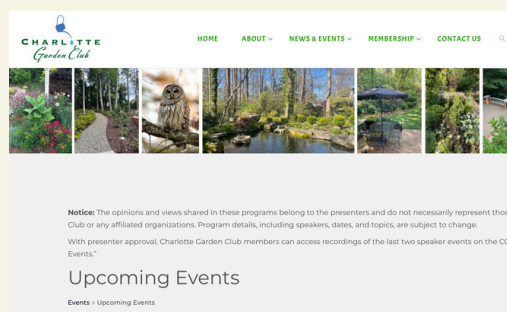 CHARLOTTE
Garden Club
HOME ABOUT NEWS & EVENTS MEMBERSHIP CONTACT US
Notice: The opinions and views shared in these programs belong to the presenters and do not necessarily represent
Club or any affiliated organizations. Program details, including speakers, dates, and topics, are subject to change.
With presenter approval, Charlotte Garden Club members can access recordings of the last two speaker events on the
Events.”
Upcoming Events
Events › Upcoming Events